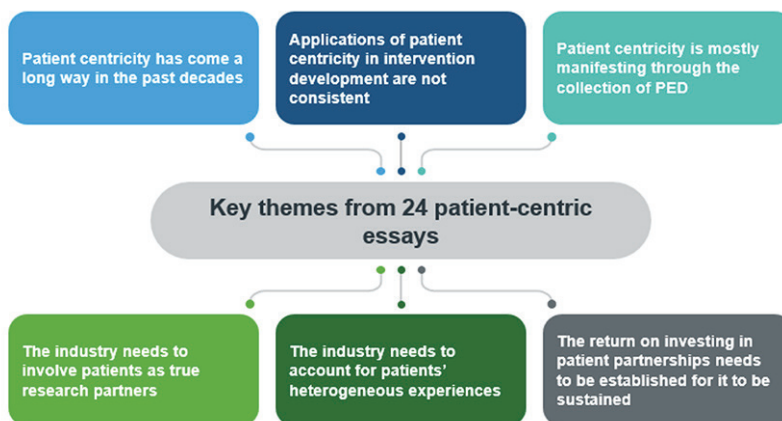 Patient centricity has come a
long way in the past decades
Applications of patient
centricity in intervention
development are not
consistent
Patient centricity is mostly
manifesting through the
collection of PED
Key themes from 24 patient-centric
essays
The industry needs to
involve patients as true
research partners
The industry needs to
account for patients’
heterogeneous experiences
The return on investing in
patient partnerships needs
to be established for it to be
sustained